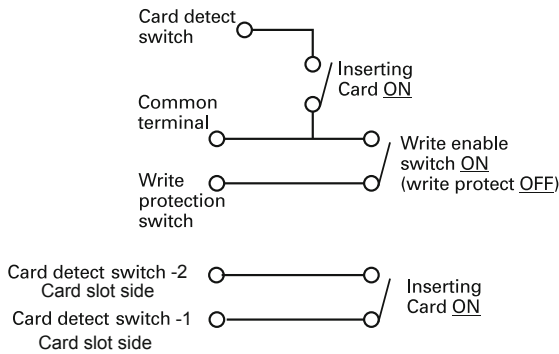 Card detect
switch
Inserting
Card ON
Common
terminal
Write enable
switch ON
(write protect OFF)
Write
protection
switch
Card detect switch -2
Card slot side
Inserting
Card ON
Card detect switch -1
Card slot side